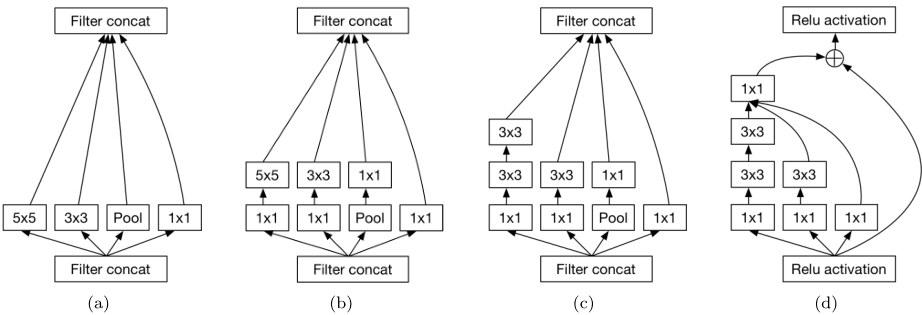 Filter concat
5x5 3x3 Pool 1x1
Filter concat
(a)
Filter concat
5x5 3x3 1x1
1x1 1x1 Pool 1x1
Filter concat
(b)
Filter concat
3x3
3x3 3x3 1x1
1x1 1x1 Pool 1x1
Filter concat
(c)
Relu activation
1x1
3x3
3x3 3x3
1x1 1x1 1x1
Relu activation
(d)